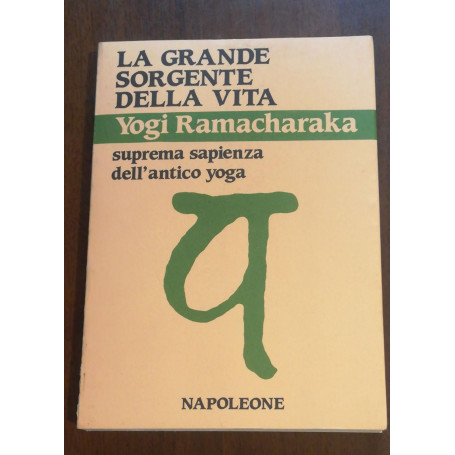 LA GRANDE
SORGENTE
DELLA VITA
Yogi Ramacharaka
suprema sapienza
dell'antico yoga
NAPOLEONE